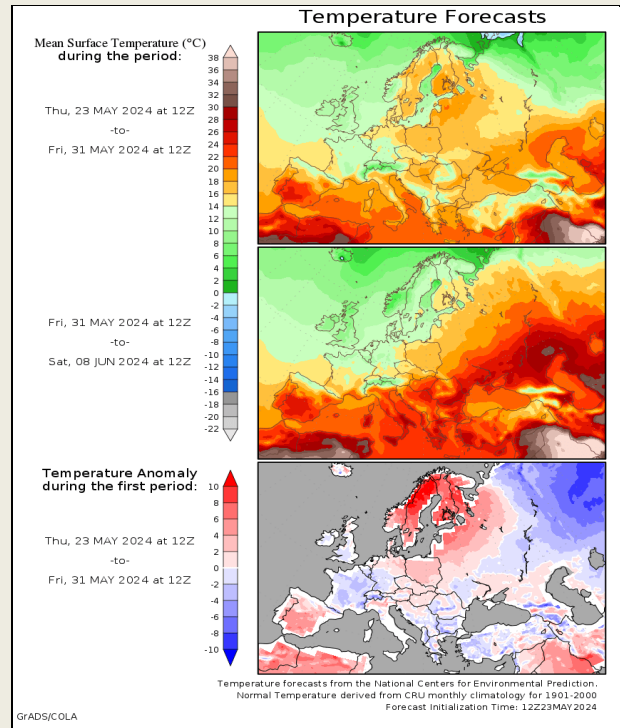 Temperature Forecasts
Mean Surface Temperature (°C)
during the period:
38
36
34
32
30
28
26
24
22
20
18
16
14
12
10
8
6
4
2
0
-2
-4
-6
-8
-10
-12
-14
-16
-18
-20
-22
Thu, 23 MAY 2024 at 12Z
-to-
Fri, 31 MAY 2024 at 12Z
Fri, 31 MAY 2024 at 12Z
-to-
Sat, 08 JUN 2024 at 12Z
Temperature Anomaly
during the first period:
10
8
6
4
2
0
-2
-4
-6
-8
-10
Thu, 23 MAY 2024 at 12Z
-to-
Fri, 31 MAY 2024 at 12Z
Temperature forecasts from the National Centers for Environmental Prediction.
Normal Temperature derived from CRU monthly climatology for 1901-2000
Forecast Initialization Time: 12Z23MAY2024
GrADS/COLA